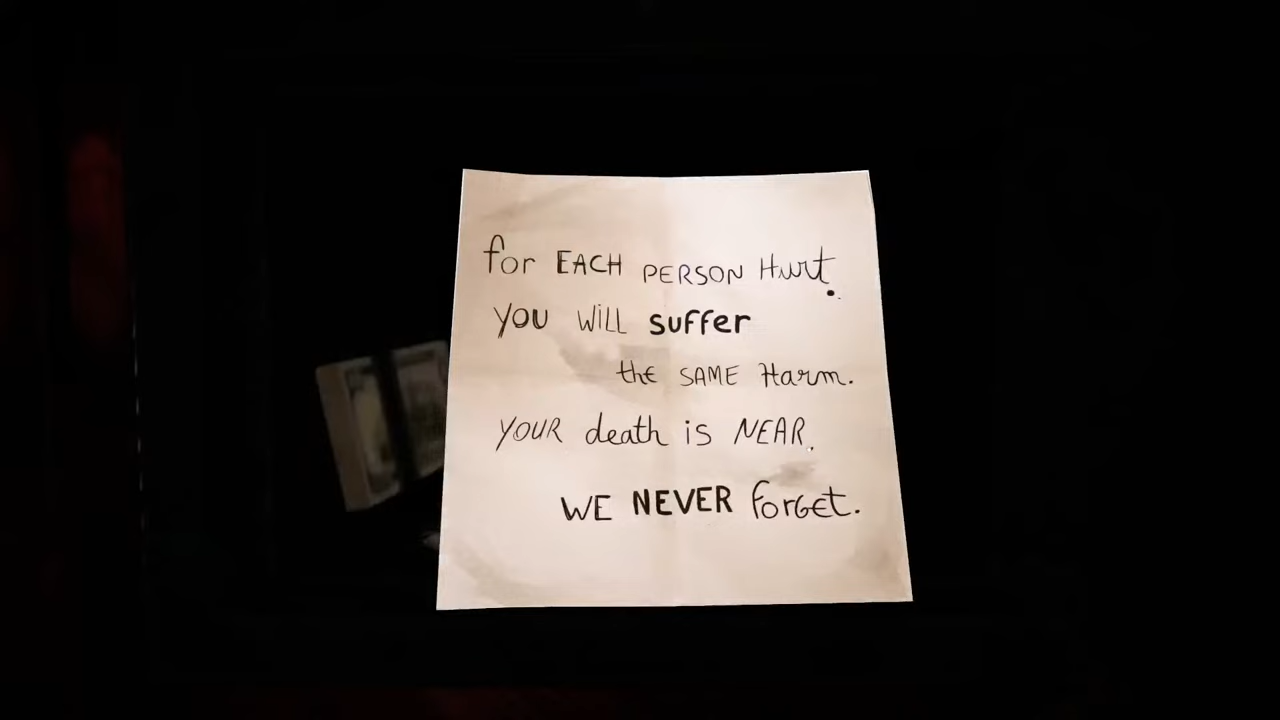 for EACH PERSON Hurt.
YOU WiLL suffer
the SAME Harm.
YOUR death is NEAR.
WE NEVER forGEt.